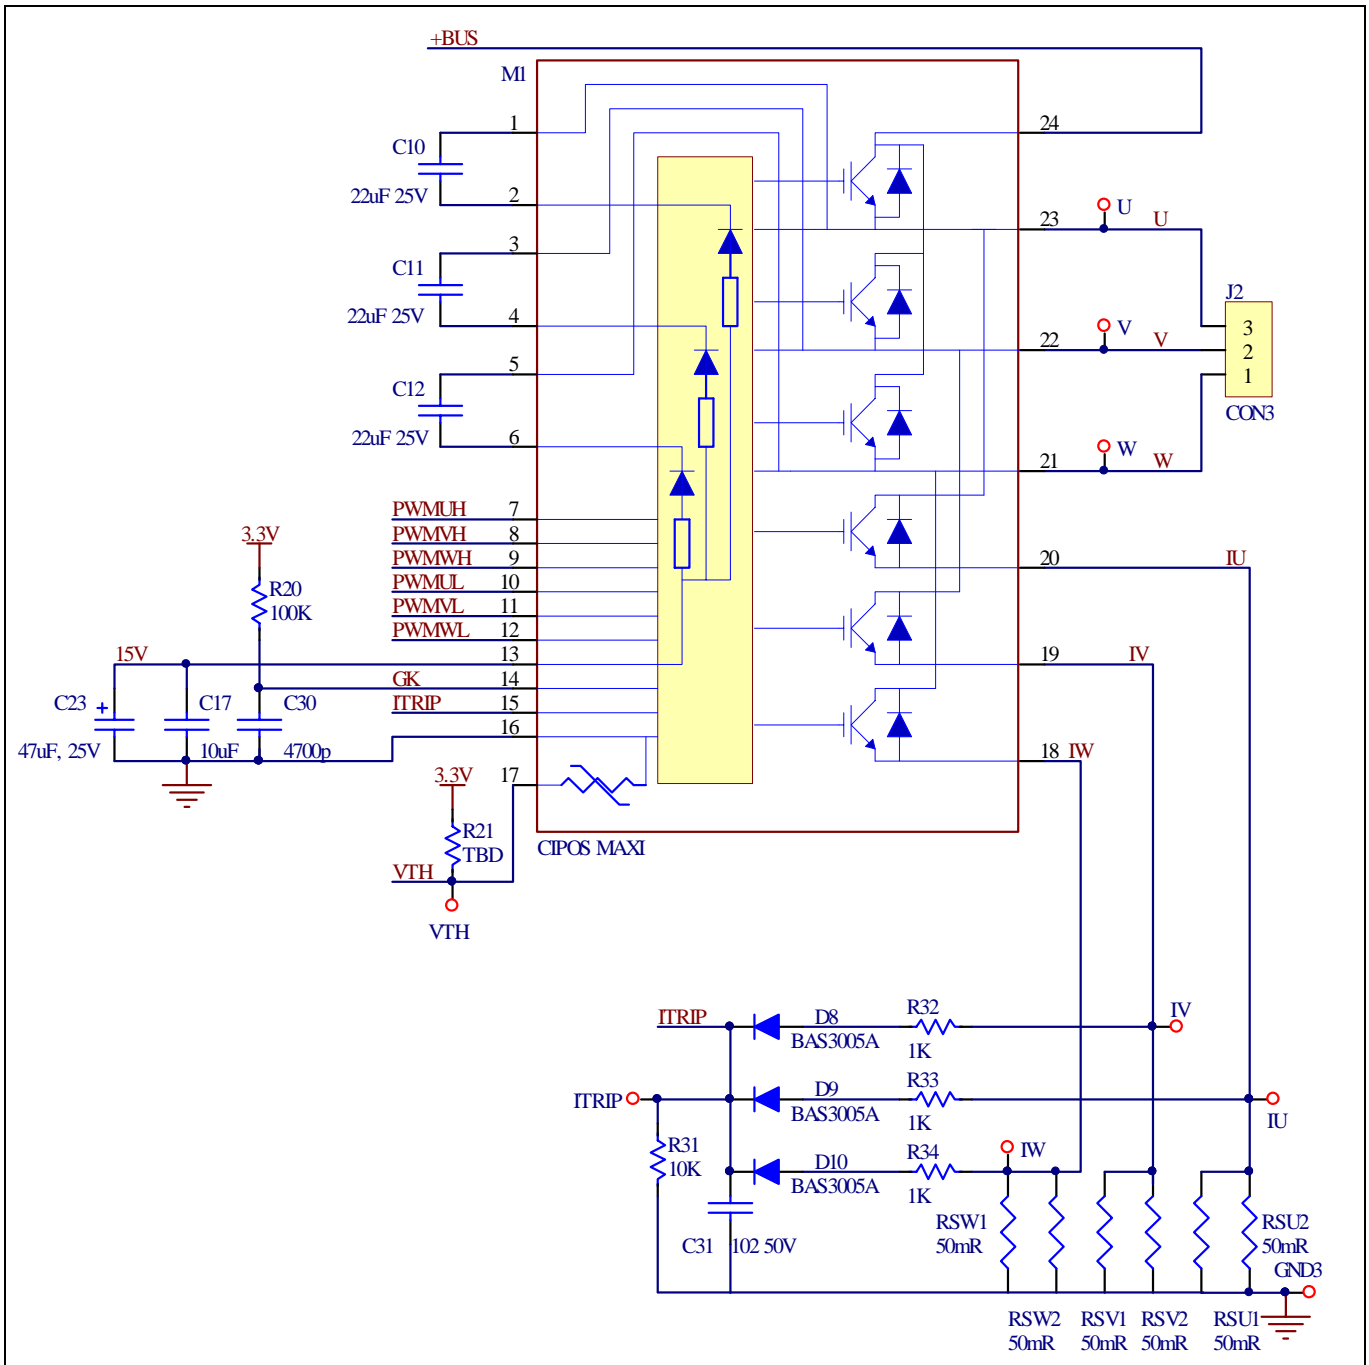 +BUS
M1
1
24
C10
22uF 25V
2
U
23
U
3
C11
22uF 25V
4
J2
V
22
V
3
2
1
5
C12
22uF 25V
CON3
6
W
21
W
PWMUH
7
PWMVH
8
PWMWH
9
PWMUL
10
PWMVL
11
PWMWL
12
20
IU
3.3V
R20
100K
15V
13
19
IV
GK
14
C23
+
47uF, 25V
C17
10uF
C30
4700p
ITRIP
15
16
18
IW
3.3V
17
R21
TBD
CIPOS MAXI
VTH
VTH
ITRIP
D8
BAS3005A
R32
1K
IV
ITRIP
D9
BAS3005A
R33
1K
IU
R31
10K
D10
BAS3005A
R34
1K
IW
C31
102 50V
RSW1
50mR
RSU2
50mR
GND3
RSW2
50mR
RSV1
50mR
RSV2
50mR
RSU1
50mR